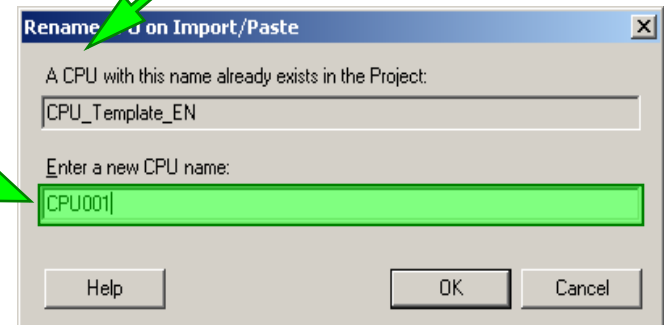 Rename CPU on Import/Paste
A CPU with this name already exists in the Project:
CPU_Template_EN
Enter a new CPU name:
CPU001
Help
OK
Cancel